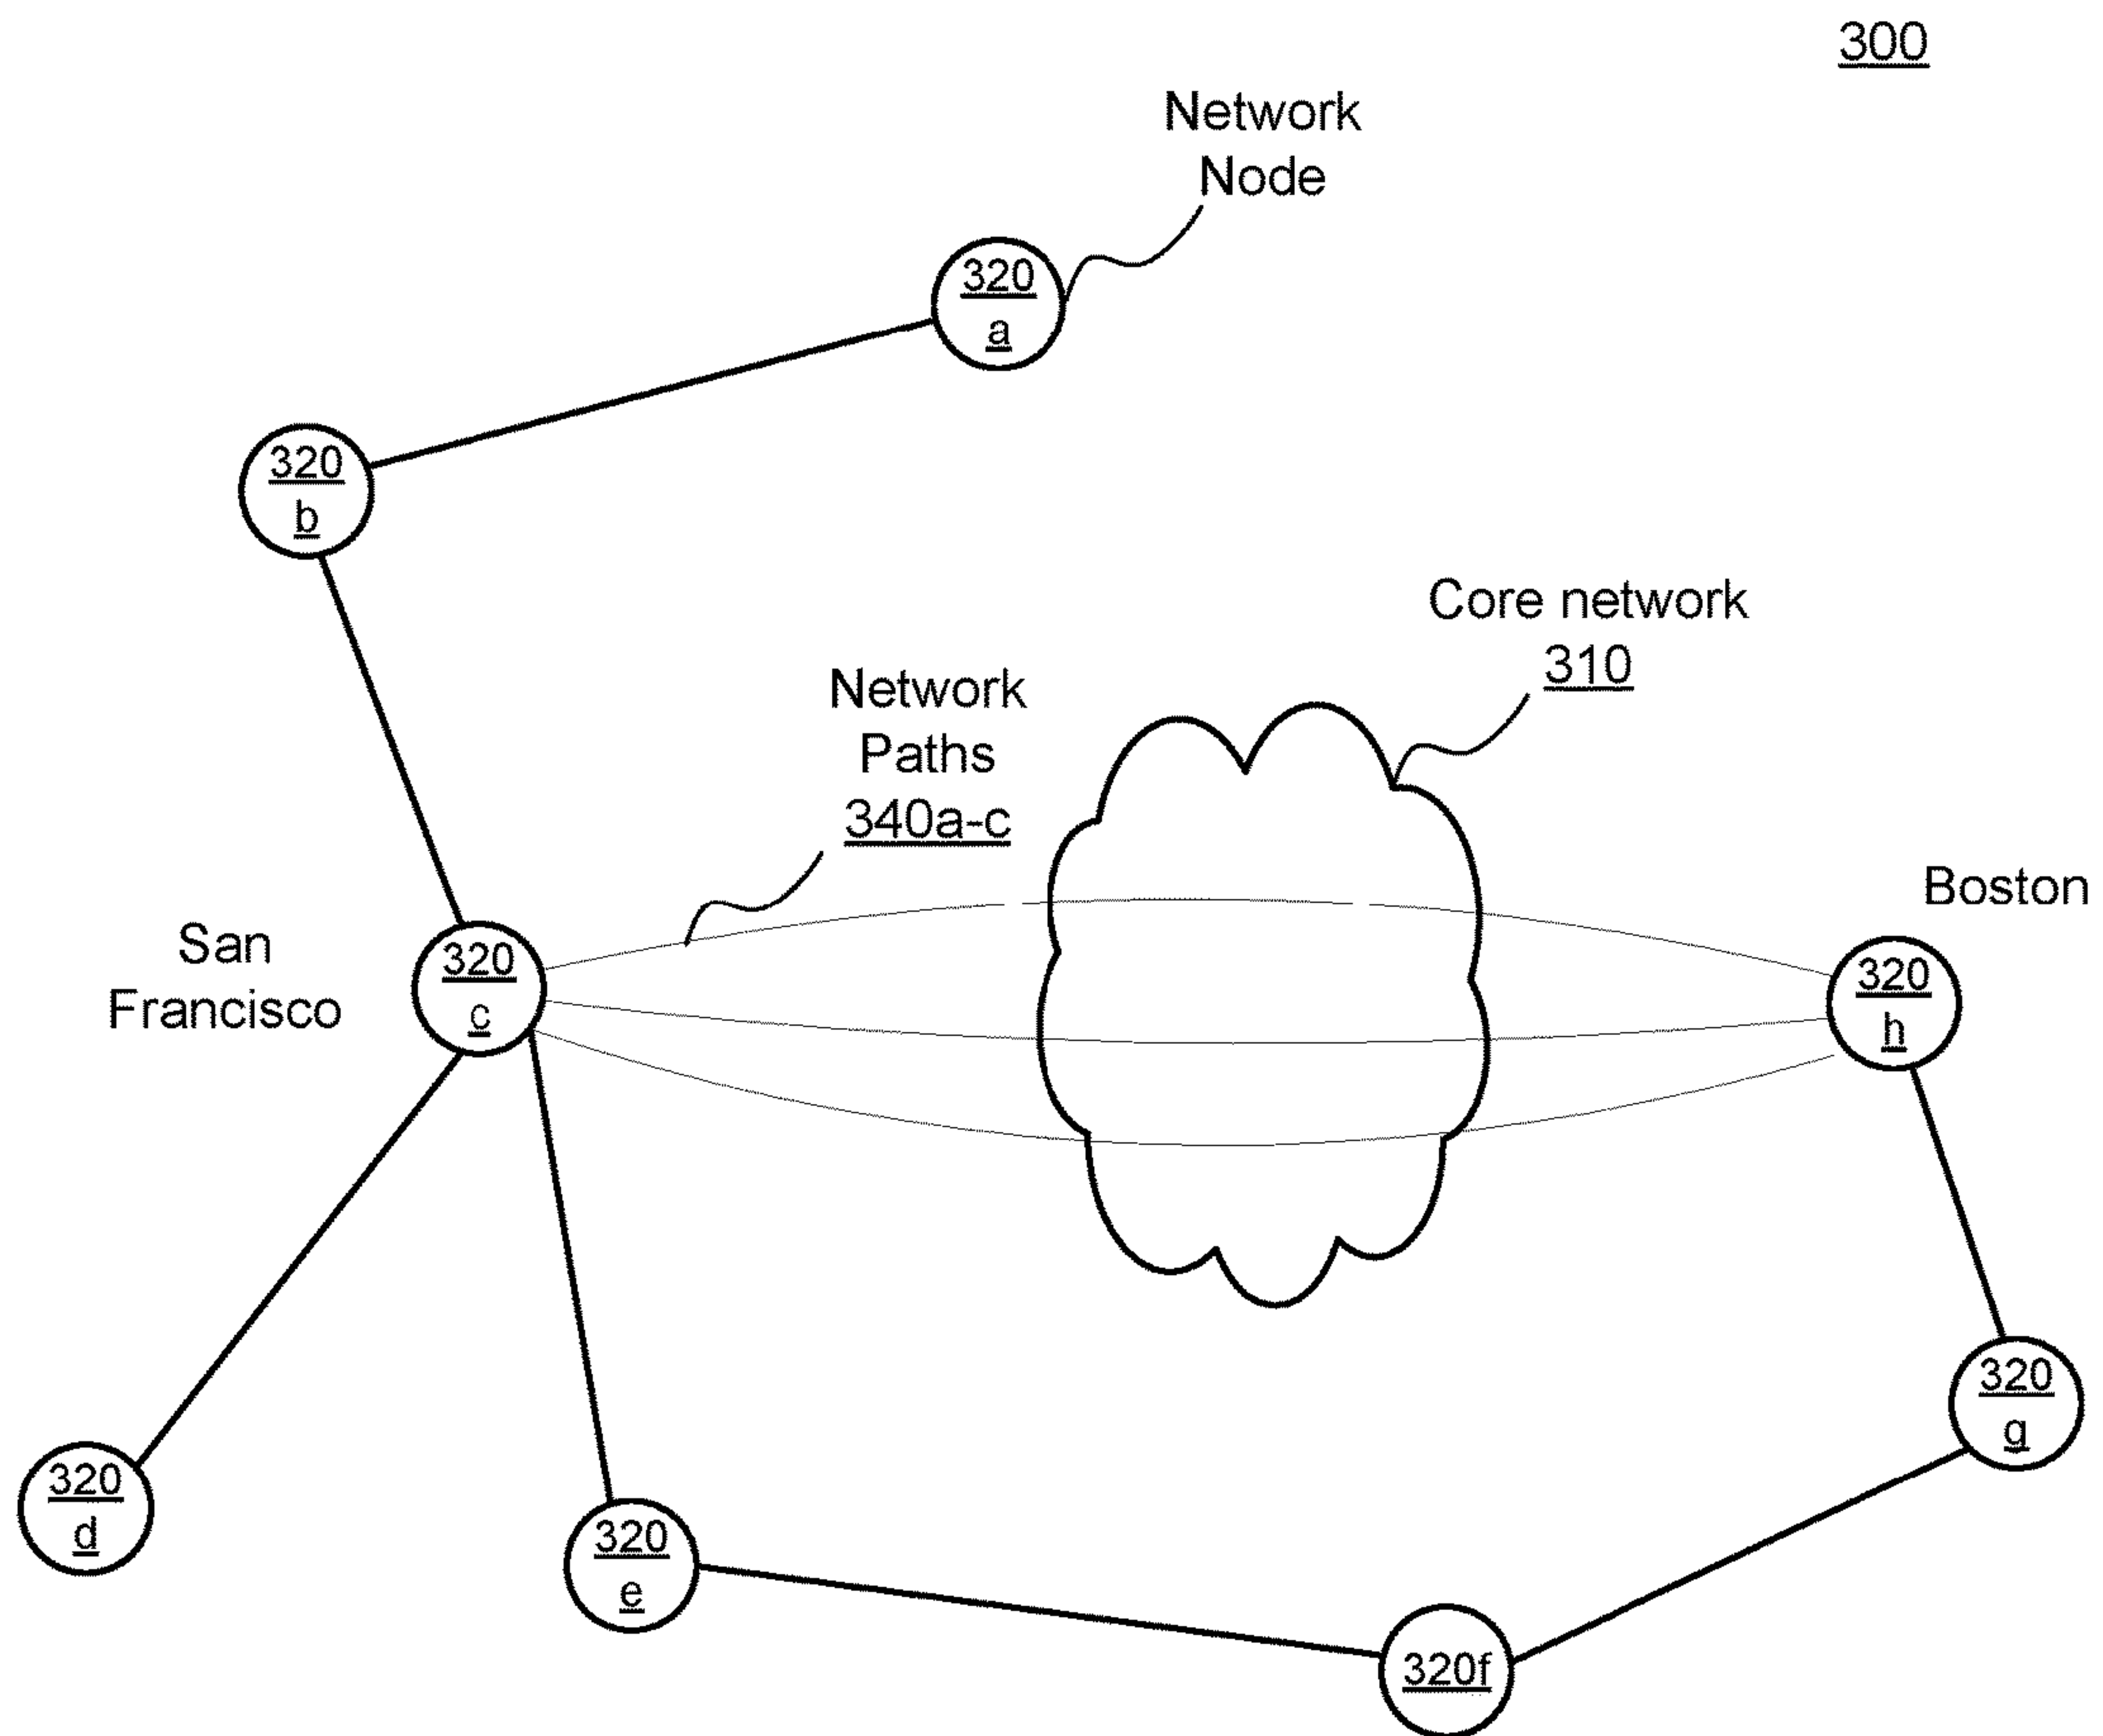 300
Network
Node
320
a
320
b
Core network
310
Network
Paths
340a-c
Boston
San
Francisco
320
c
320
h
320
g
320
d
320
e
320f